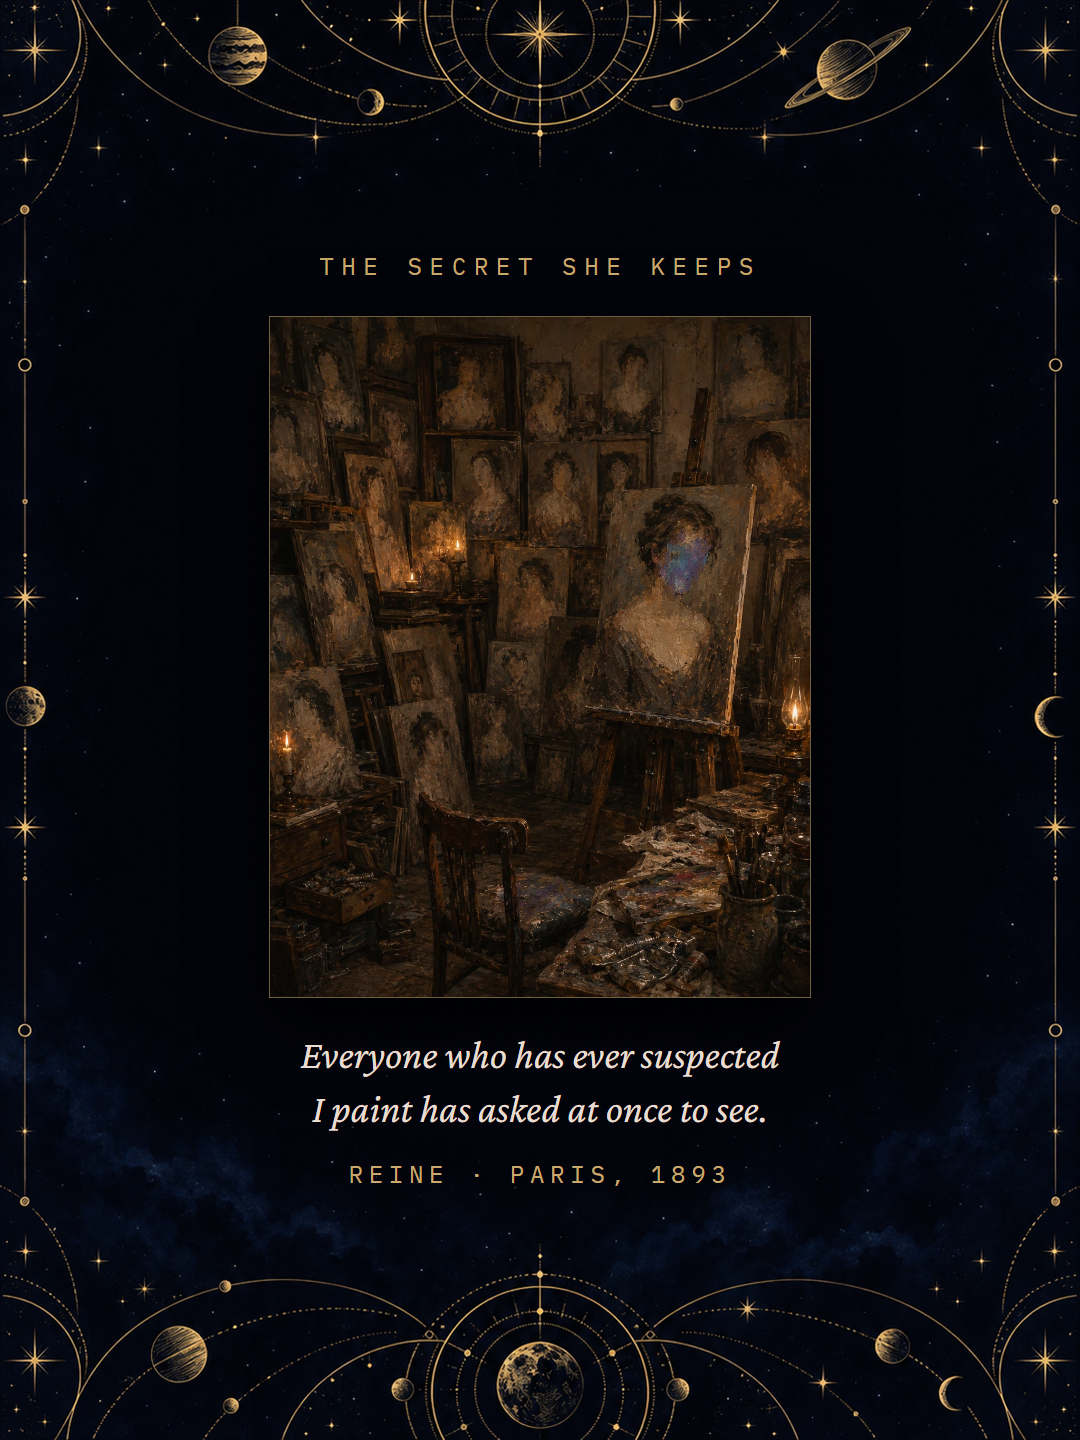 THE SECRET SHE KEEPS
Everyone who has ever suspected
I paint has asked at once to see.
REINE · PARIS, 1893